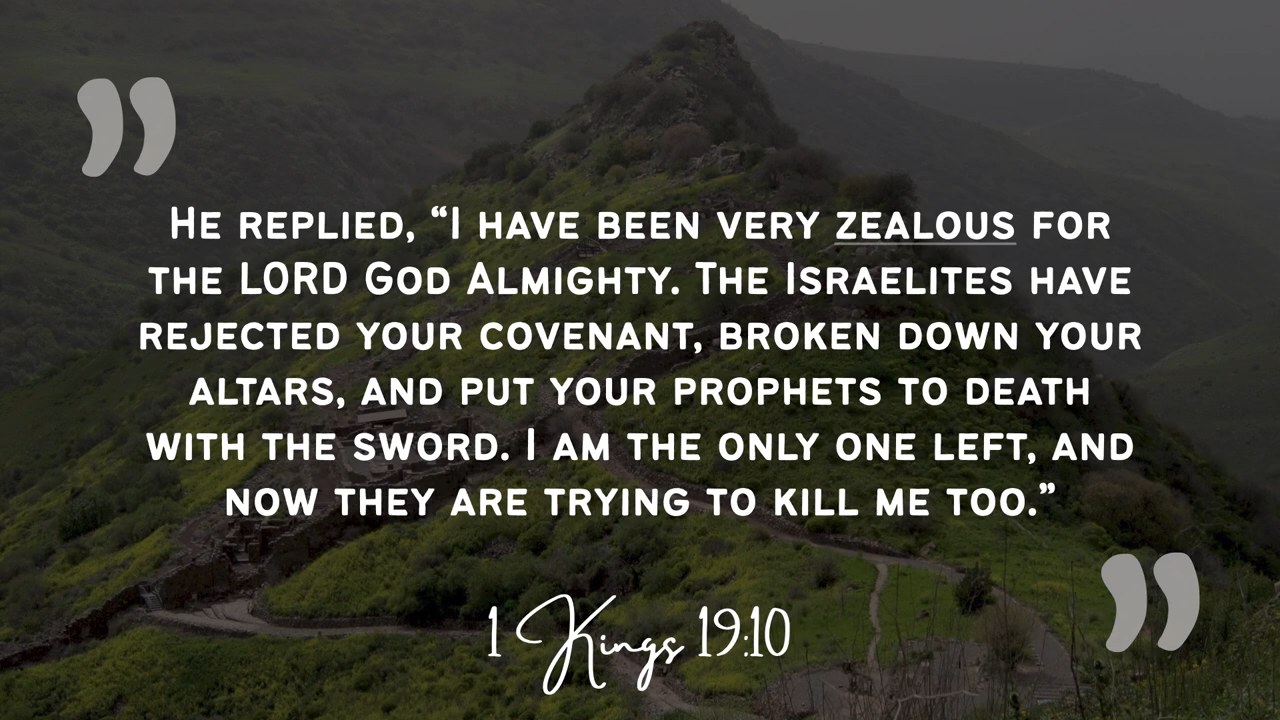 He replied, “I have been very zealous for
the LORD God Almighty. The Israelites have
rejected your covenant, broken down your
altars, and put your prophets to death
with the sword. I am the only one left, and
now they are trying to kill me too.”
1 Kings 19:10